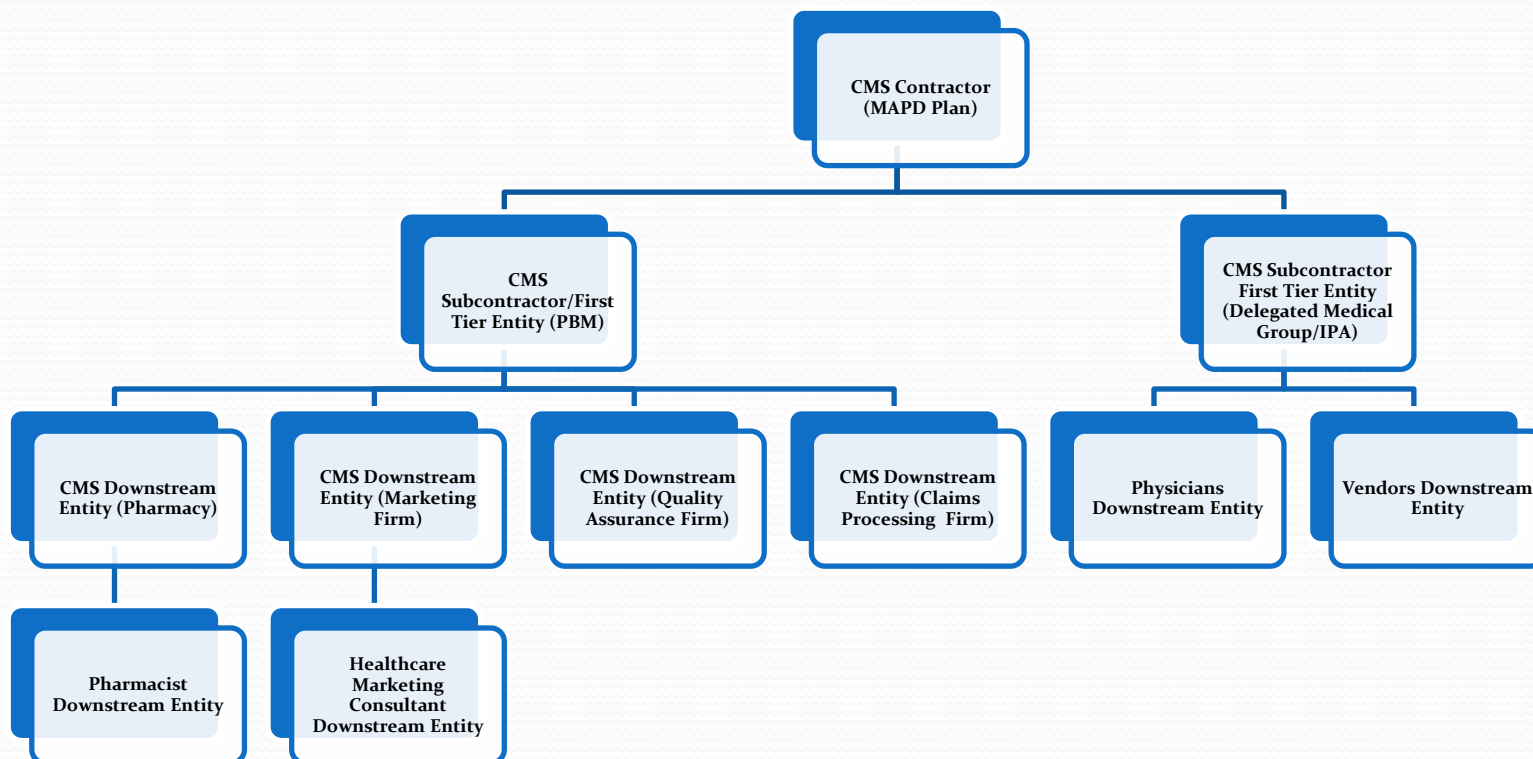 CMS Contractor
(MAPD Plan)
CMS
Subcontractor/First
Tier Entity (PBM)
CMS Subcontractor
First Tier Entity
(Delegated Medical
Group/IPA)
CMS Downstream
Entity (Pharmacy)
CMS Downstream
Entity (Marketing
Firm)
CMS Downstream
Entity (Quality
Assurance Firm)
CMS Downstream
Entity (Claims
Processing  Firm)
Physicians
Downstream Entity
Vendors Downstream
Entity
Pharmacist
Downstream Entity
Healthcare
Marketing
Consultant
Downstream Entity